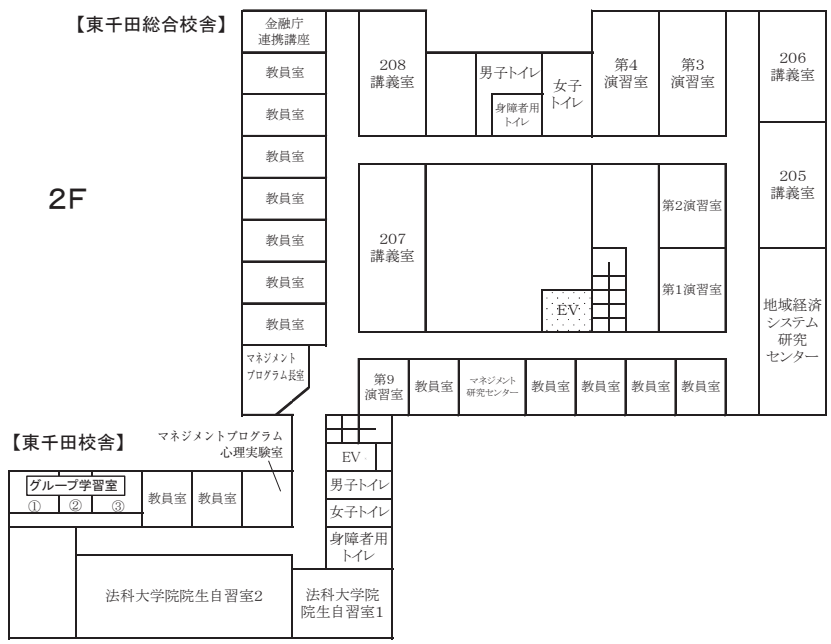 【東千田総合校舎】
2F
金融庁
連携講座
教員室
教員室
教員室
教員室
教員室
教員室
教員室
マネジメント
プログラム長室
208
講義室
男子トイレ
身障者用
トイレ
女子
トイレ
第4
演習室
第3
演習室
206
講義室
205
講義室
207
講義室
EV
第2演習室
第1演習室
地域経済
システム
研究
センター
第9
演習室
教員室
マネジメント
研究センター
教員室
教員室
教員室
教員室
【東千田校舎】
マネジメントプログラム
心理実験室
EV
男子トイレ
女子トイレ
身障者用
トイレ
グループ学習室
①
②
③
教員室
教員室
法科大学院院生自習室2
法科大学院
院生自習室1